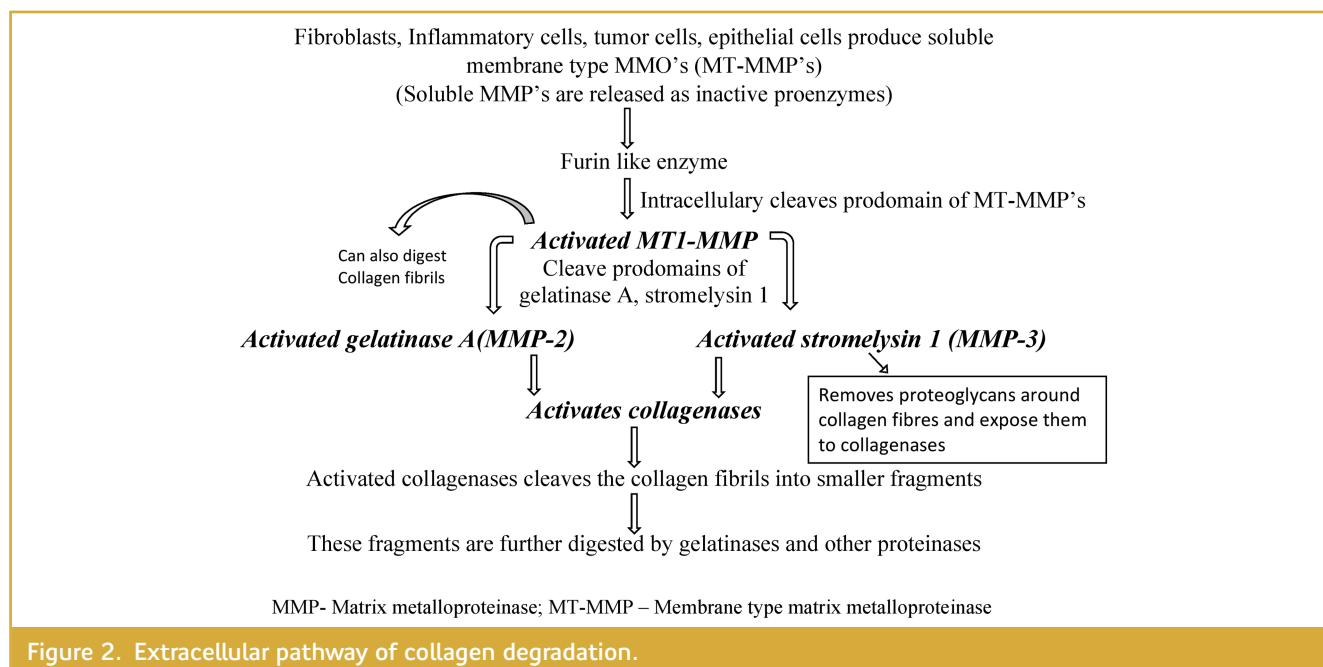 Fibroblasts, Inflammatory cells, tumor cells, epithelial cells produce soluble
membrane type MMO's (MT-MMP's)
(Soluble MMP's are released as inactive proenzymes)
Furin like enzyme
Intracellulary cleaves prodomain of MT-MMP's
Can also digest
Collagen fibrils
Activated MT1-MMP
Cleave prodomains of
gelatinase A, stromelysin 1
Activated gelatinase A(MMP-2)
Activated stromelysin 1 (MMP-3)
Removes proteoglycans around
collagen fibres and expose them
to collagenases
Activates collagenases
Activated collagenases cleaves the collagen fibrils into smaller fragments
These fragments are further digested by gelatinases and other proteinases
MMP- Matrix metalloproteinase; MT-MMP – Membrane type matrix metalloproteinase
Figure 2. Extracellular pathway of collagen degradation.